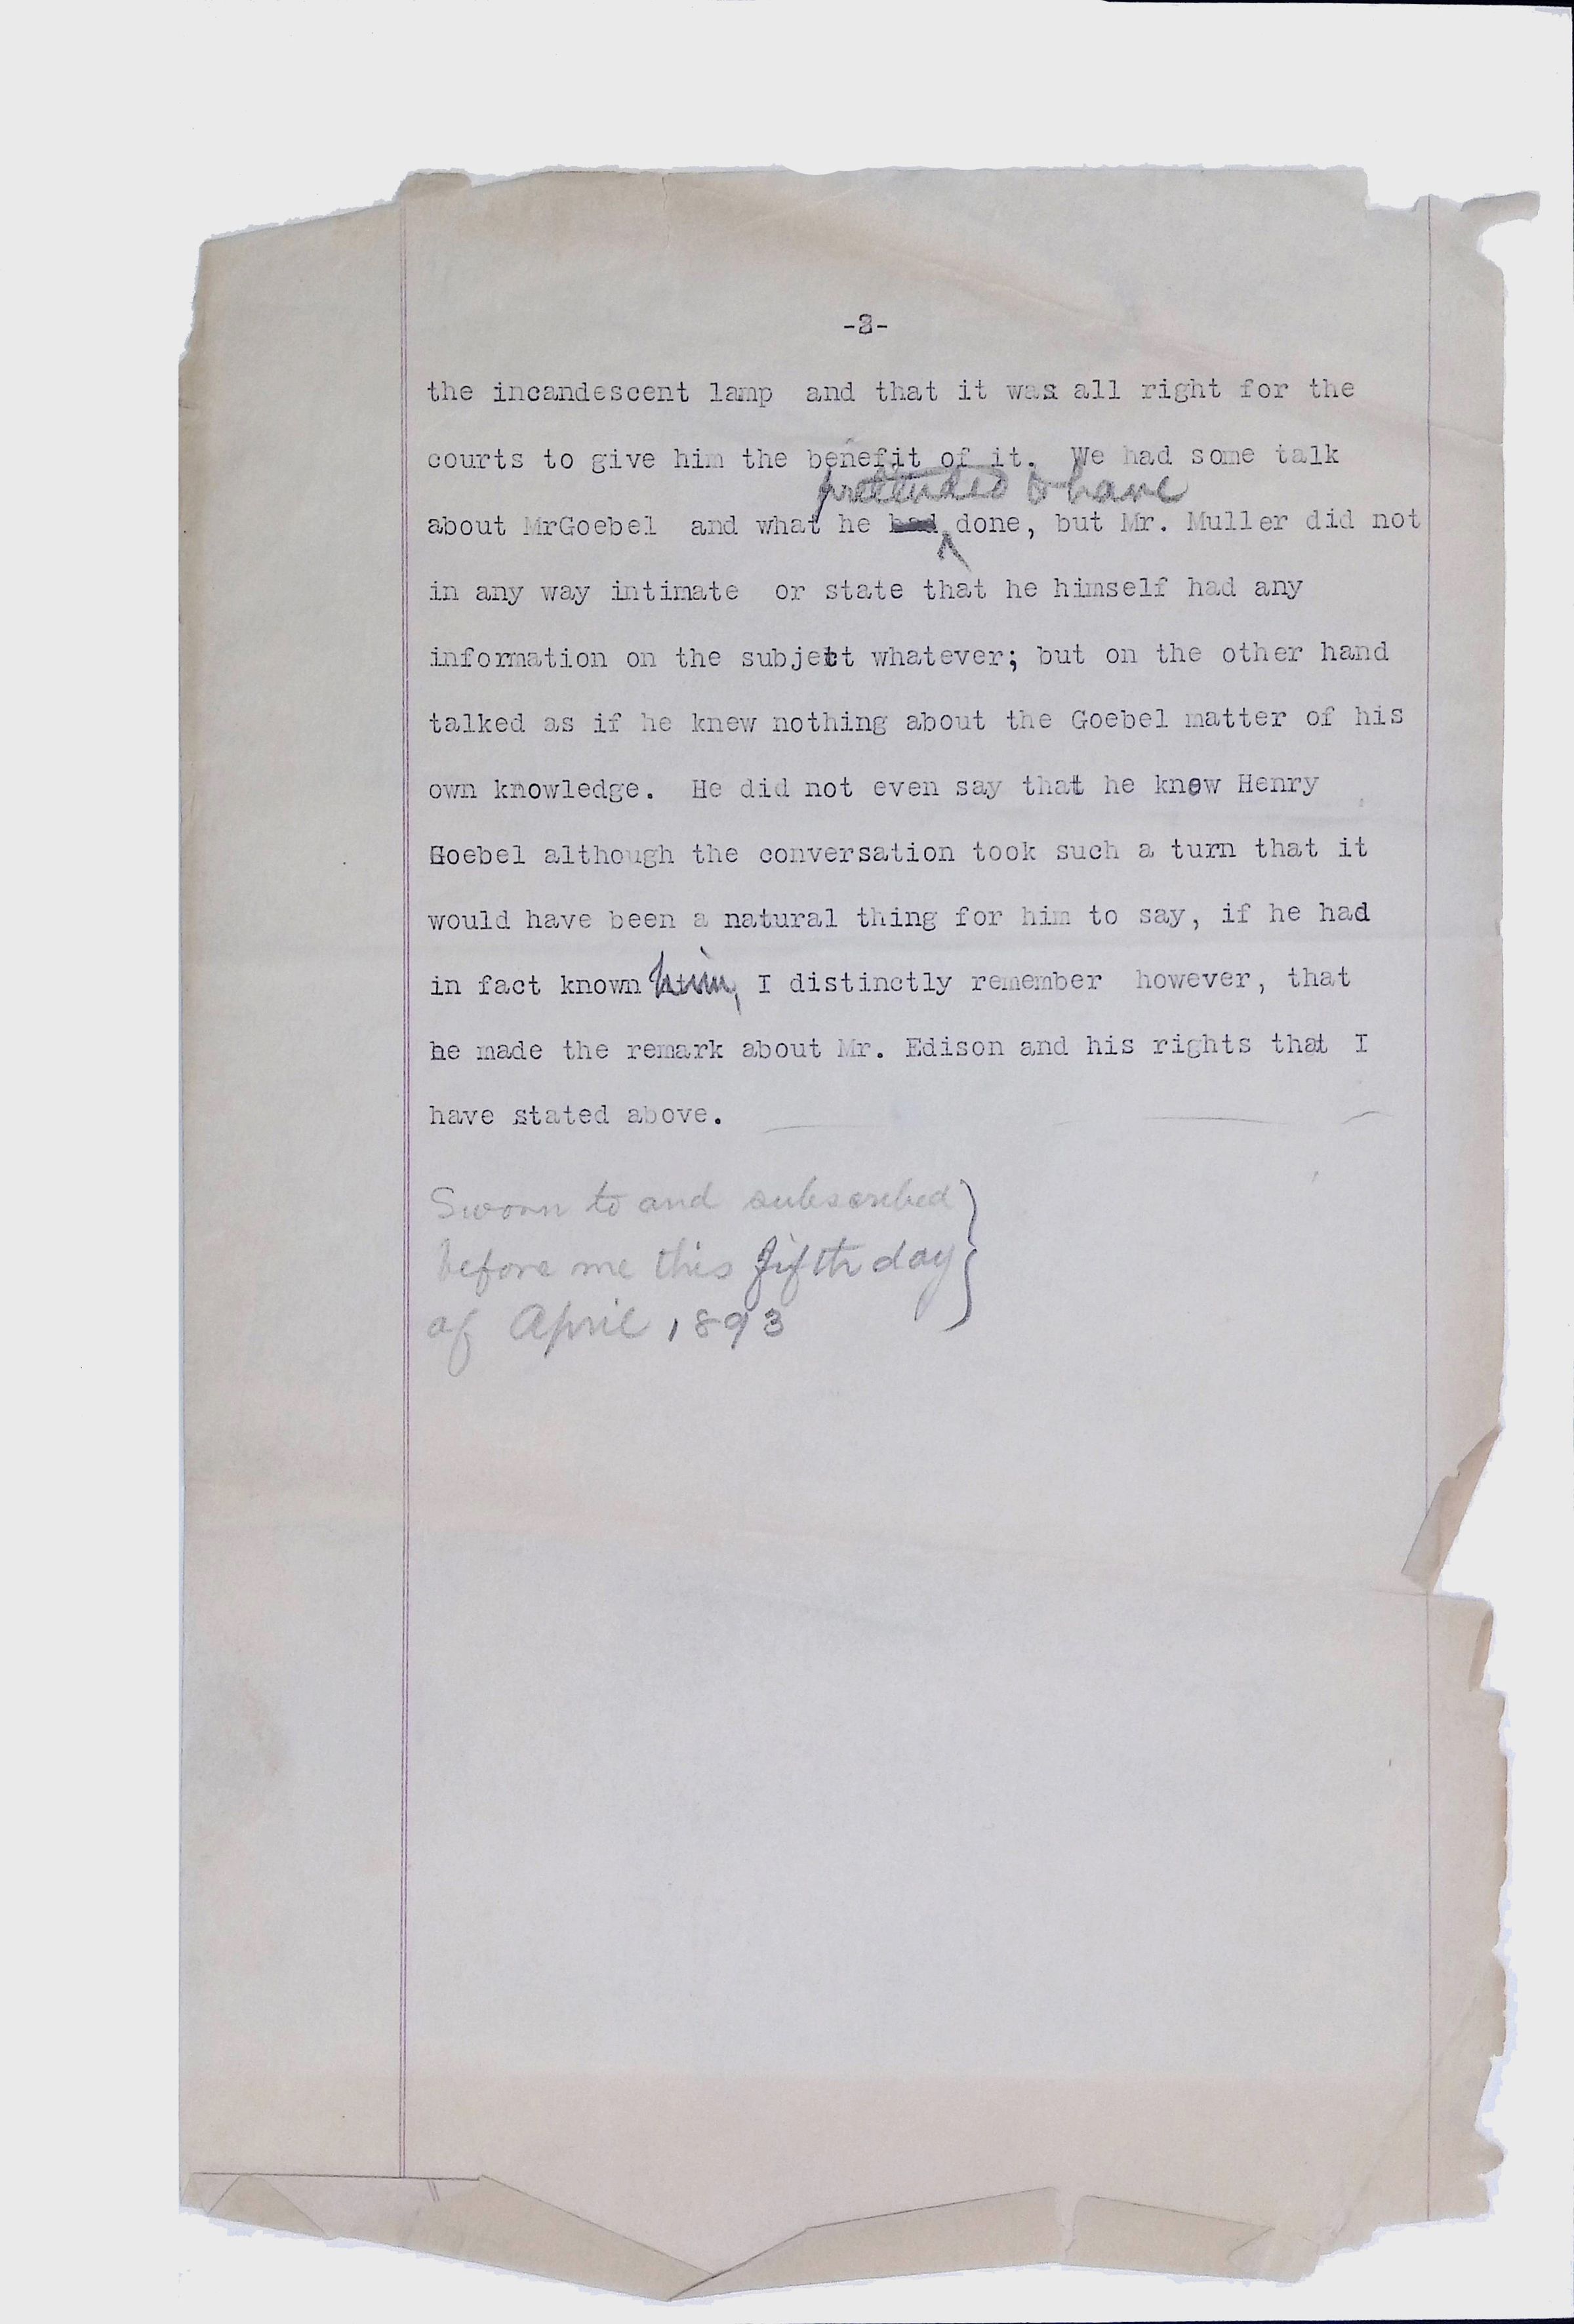 -3-
the incandescent lamp and that it was all right for the
courts to give him the benefit of it. We had some talk
pretended to have
about MrGoebel and what he had done, but Mr. Muller did not
in any way intimate or state that he himself had any
information on the subject whatever; but on the other hand
talked as if he knew nothing about the Goebel matter of his
own knowledge. He did not even say that he knew Henry
Goebel although the conversation took such a turn that it
would have been a natural thing for him to say, if he had
in fact known him, I distinctly remember however, that
he made the remark about Mr. Edison and his rights that I
have stated above.
Sworn to and subscribed
before me this fifth day
of April, 1893